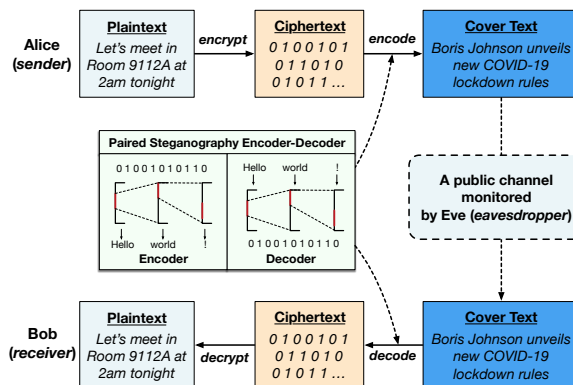 Alice
(sender)
Plaintext
Let's meet in
Room 9112A at
2am tonight
encrypt
Ciphertext
0 1 0 0 1 0 1
0 1 1 0 1 0
0 1 0 1 1 ...
encode
Cover Text
Boris Johnson unveils
new COVID-19
lockdown rules
Paired Steganography Encoder-Decoder
0 1 0 0 1 0 1 0 1 1 0
Hello world !
Encoder
Hello world !
0 1 0 0 1 0 1 0 1 1 0
Decoder
A public channel
monitored
by Eve (eavesdropper)
Bob
(receiver)
Plaintext
Let's meet in
Room 9112A at
2am tonight
decrypt
Ciphertext
0 1 0 0 1 0 1
0 1 1 0 1 0
0 1 0 1 1 ...
decode
Cover Text
Boris Johnson unveils
new COVID-19
lockdown rules